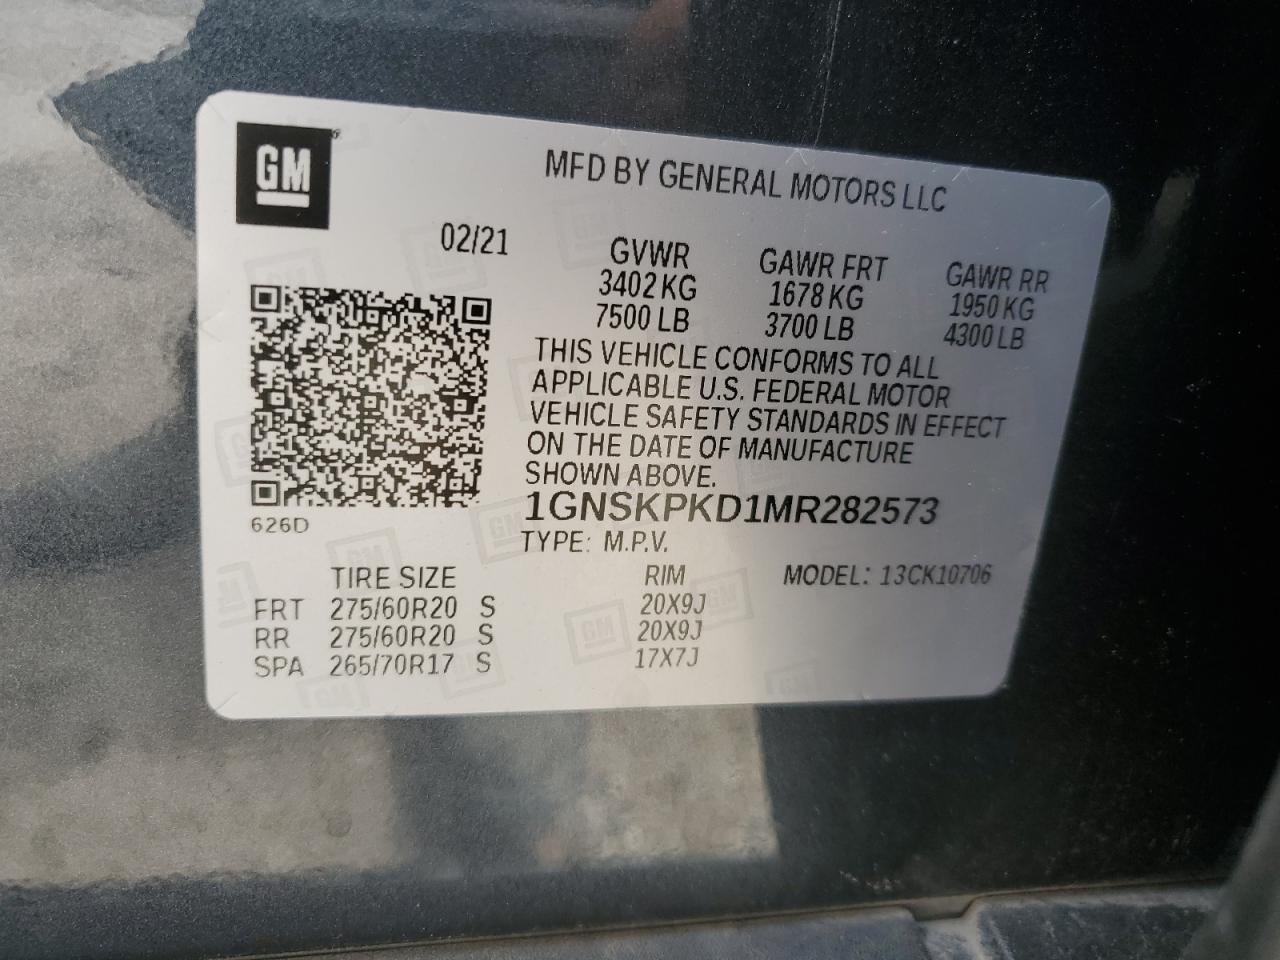 GM
MFD BY GENERAL MOTORS LLC
02/21
GVWR GAWR FRT GAWR RR
3402 KG 1678 KG 1950 KG
7500 LB 3700 LB 4300 LB
THIS VEHICLE CONFORMS TO ALL
APPLICABLE U.S. FEDERAL MOTOR
VEHICLE SAFETY STANDARDS IN EFFECT
ON THE DATE OF MANUFACTURE
SHOWN ABOVE.
1GNSKPKD1MR282573
626D
TYPE: M.P.V.
TIRE SIZE RIM MODEL: 13CK10706
FRT 275/60R20 S 20X9J
RR 275/60R20 S 20X9J
SPA 265/70R17 S 17X7J